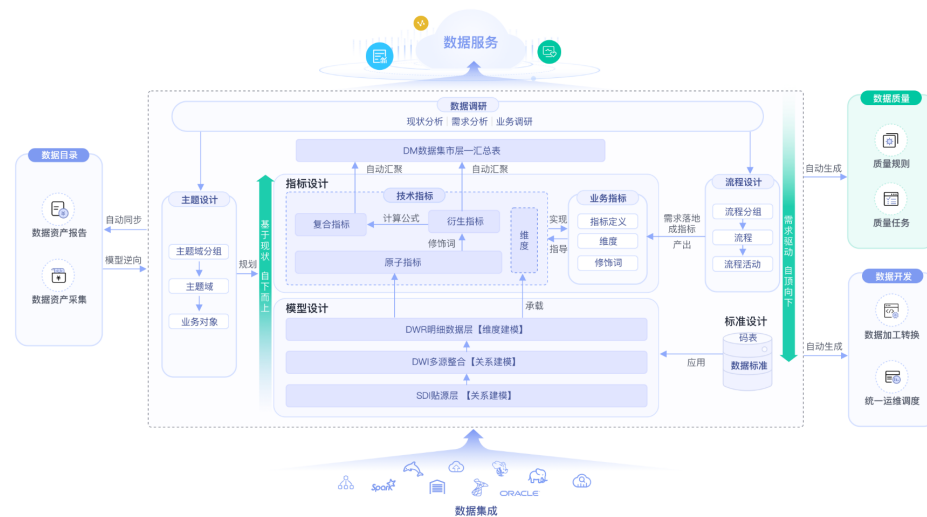 数据服务
数据调研
现状分析 | 需求分析 | 业务调研
DM数据集市层—汇总表
自动汇聚
自动汇聚
数据目录
数据资产报告
数据资产采集
自动同步
模型逆向
主题设计
主题域分组
主题域
业务对象
规划
基于现状 自下而上
指标设计
技术指标
复合指标
计算公式
衍生指标
修饰词
原子指标
维度
实现
指导
业务指标
指标定义
维度
修饰词
需求落地
成指标
产出
流程设计
流程分组
流程
流程活动
需求驱动 自顶向下
模型设计
承载
DWR明细数据层【维度建模】
DWI多源整合【关系建模】
SDI贴源层 【关系建模】
应用
标准设计
码表
数据标准
自动生成
自动生成
数据质量
质量规则
质量任务
数据开发
数据加工转换
统一运维调度
Spark
ORACLE
数据集成